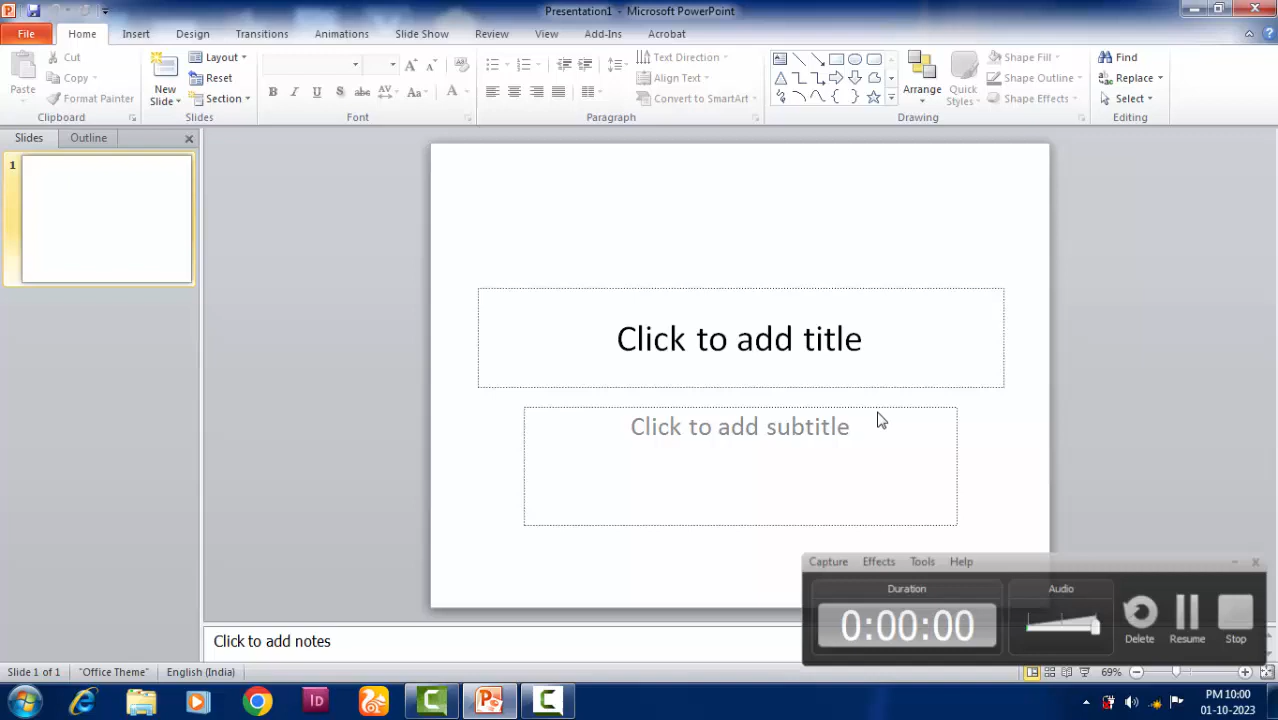 Presentation1 - Microsoft PowerPoint
File Home Insert Design Transitions Animations Slide Show Review View Add-Ins Acrobat
Paste
Cut
Copy
Format Painter
Clipboard
New Slide
Layout
Reset
Section
Slides
B I U S abc AV Aa A
Font
Text Direction
Align Text
Convert to SmartArt
Paragraph
Arrange
Quick Styles
Shape Fill
Shape Outline
Shape Effects
Drawing
Find
Replace
Select
Editing
Slides Outline
1
Click to add title
Click to add subtitle
Capture Effects Tools Help
Duration
0:00:00
Audio
Delete
Resume
Stop
Click to add notes
Slide 1 of 1 "Office Theme" English (India) 69%
Id
PM 10:00
01-10-2023